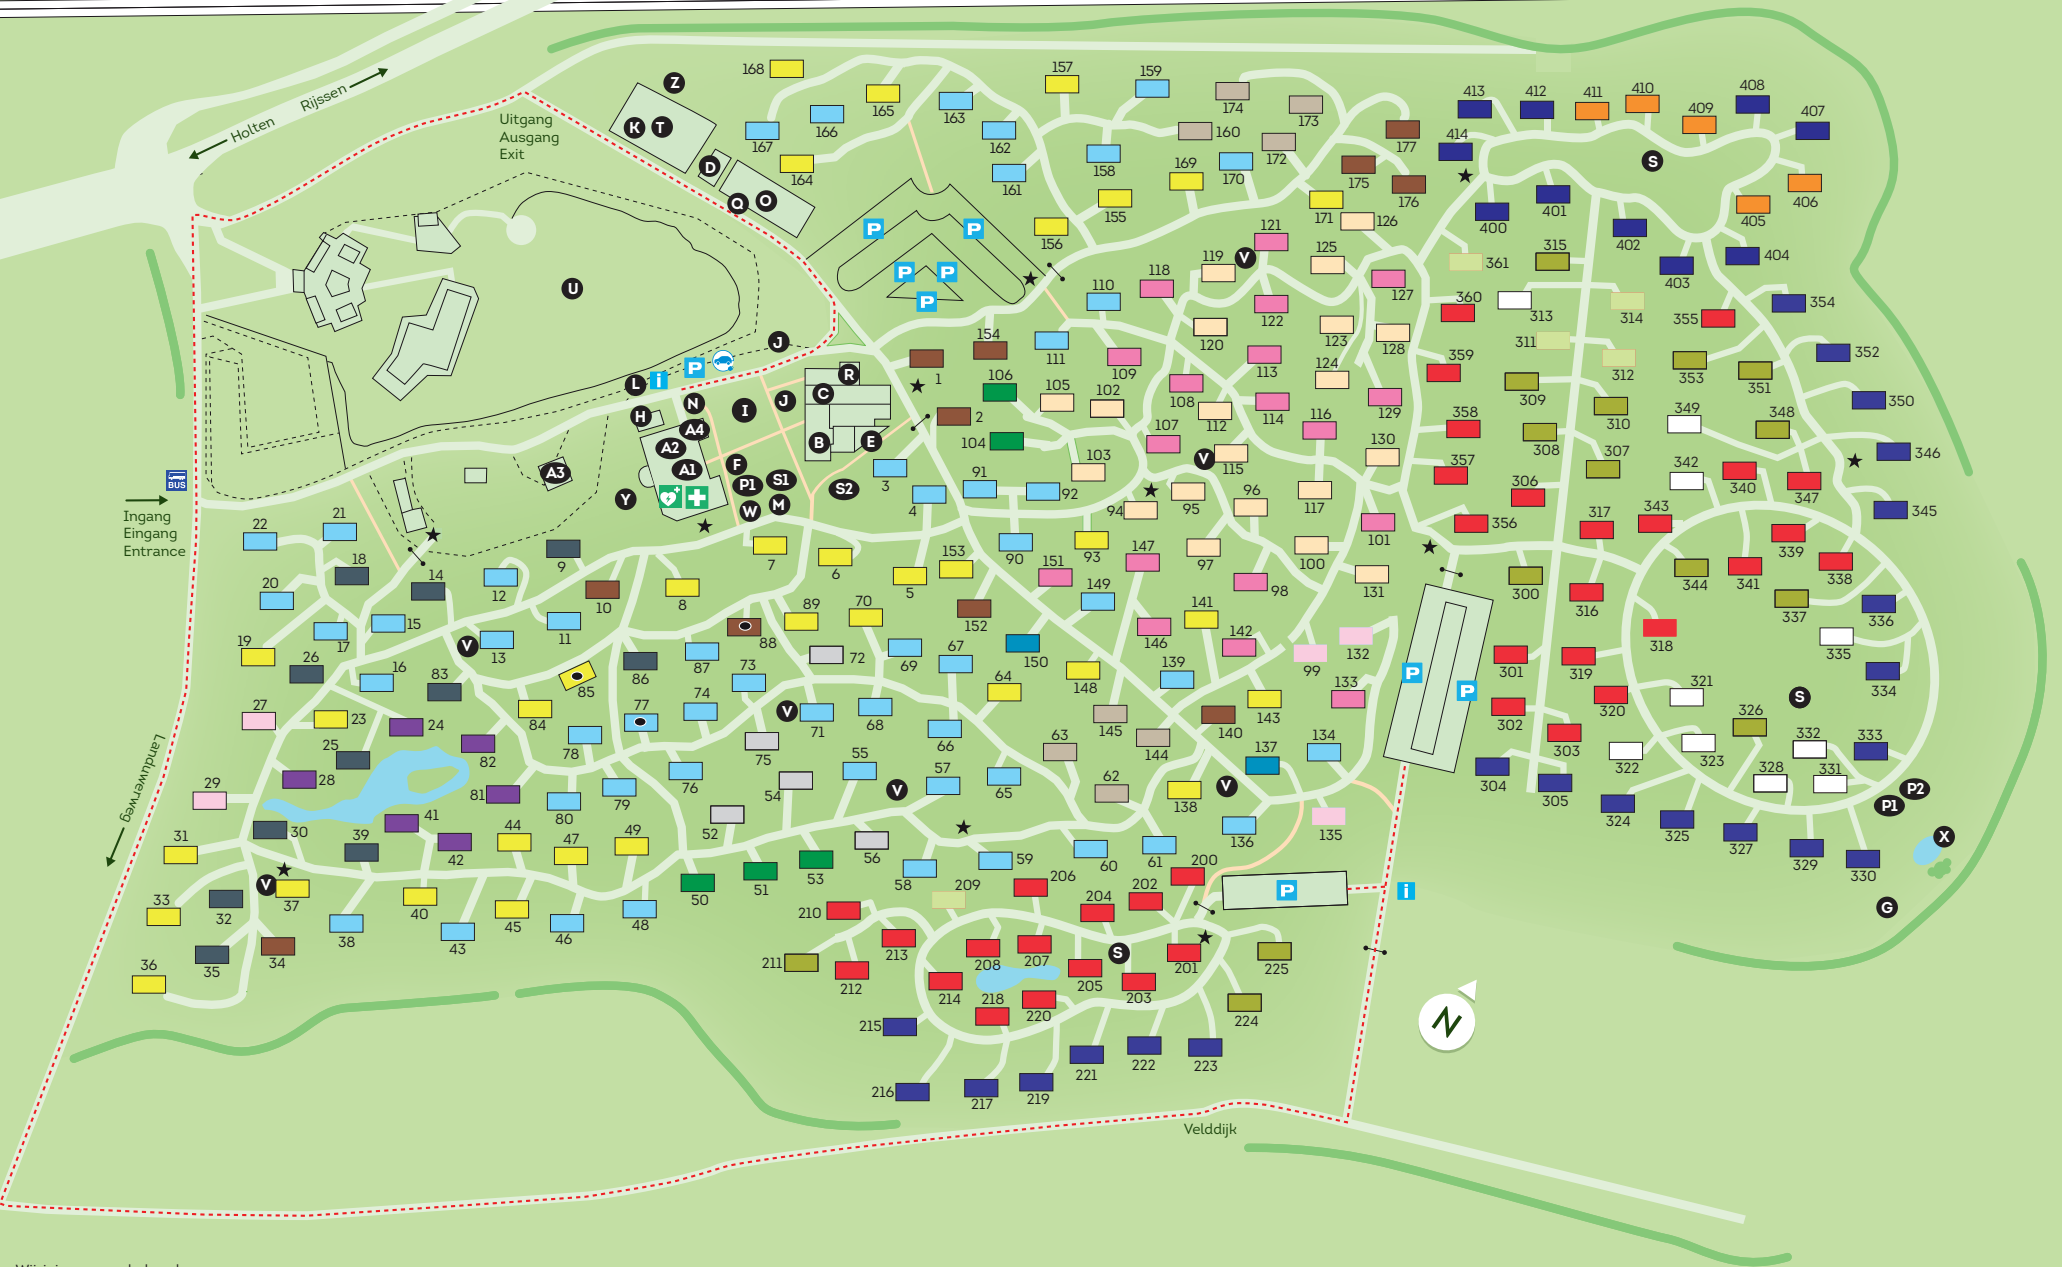 Holten
Rijssen
Uitgang
Ausgang
Exit
BUS
Ingang
Eingang
Entrance
Landuwerweg
Velddijk
Z
K T
D
Q O
U
J
L i P
R
H N I J C
A4
A2
A1
A3
B E
F
P1 S1
S2
Y
W M
V
S
P
P P
P P
P
N
P1 P2
X
G
i
168 157 159 174 173 177
167 166 165 163 162 161 164
158 160 172 169 170 155 156 171 175 176 126
413 412 411 410 409 408 407
414 400 401 402 403 404 405 406
121 119 125 118 110 122 127
120 123 124 128 129 130
154 1 111 109 113 108 112 114 116
106 105 102 104 2 103 107 115
3 4 91 92 94 95 96 117 101
361 315 360 313 314 311 312 359
355 354 353 352 351 350 349 348 346
309 310 358 308 307 357 306 342 340 347 345
356 317 343 339 338 341 344 337 336 335 334
300 316 318 301 319 302 320 321 303 322 323 326 332 333
304 305 324 325 327 328 329 330 331
22 21 18 20 14 12 9 10 8 7 6 5 153
90 93 147 97 100 98 131 151 149
19 17 15 13 11 16 26 83 85 86 87 88 89 70 72 69 67 152 150
146 141 142 99 132 133 139 148 64
27 23 24 25 84 77 74 73 78 82 71 68 66 145 144 140 143
29 28 81 80 79 76 75 54 55 57 65 63 62 138 137 134
31 30 39 41 42 44 47 49 52 56 53 51 50 58 59 60 61 136 135
33 32 37 40 45 46 48 38 43 34 35 36
209 206 200 204 202 210 213 208 207 205 203 201 225
211 212 214 218 220 224
215 216 217 219 221 222 223